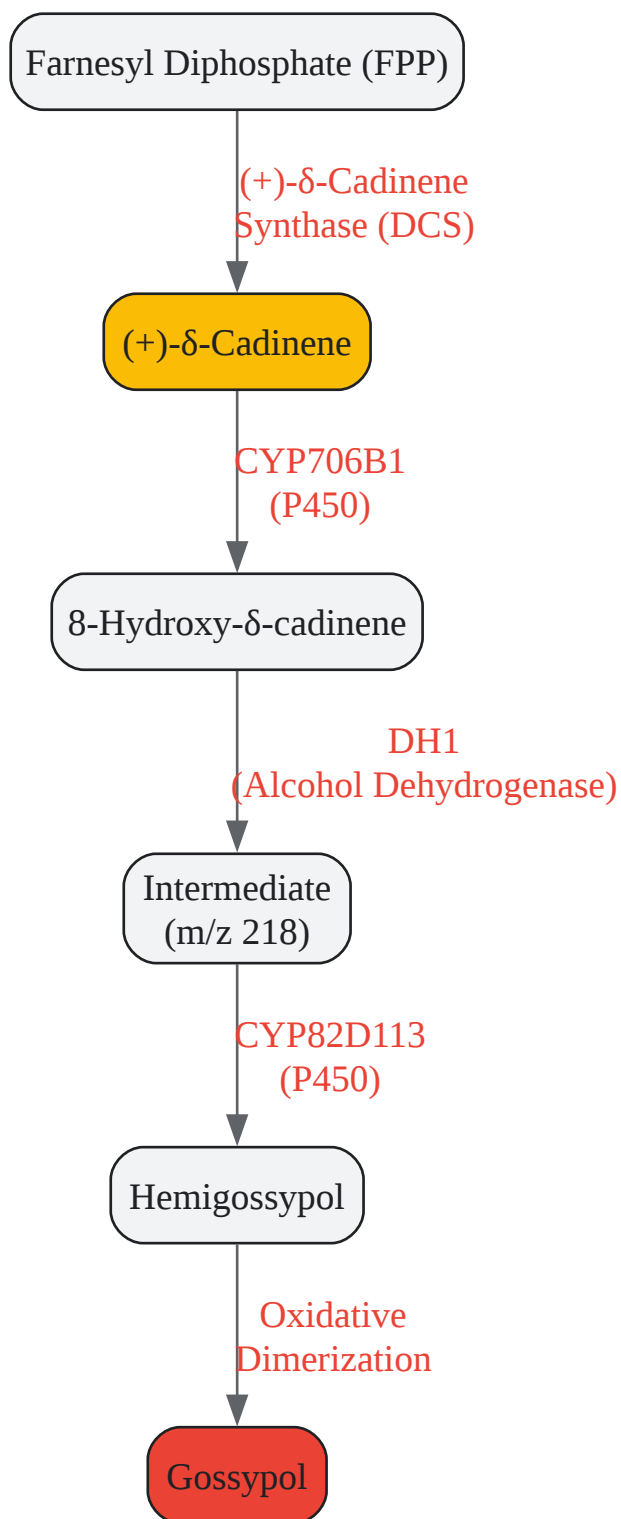 Farnesyl Diphosphate (FPP)
(+)-δ-Cadinene
Synthase (DCS)
(+)-δ-Cadinene
CYP706B1
(P450)
8-Hydroxy-δ-cadinene
DH1
(Alcohol Dehydrogenase)
Intermediate
(m/z 218)
CYP82D113
(P450)
Hemigossypol
Oxidative
Dimerization
Gossypol